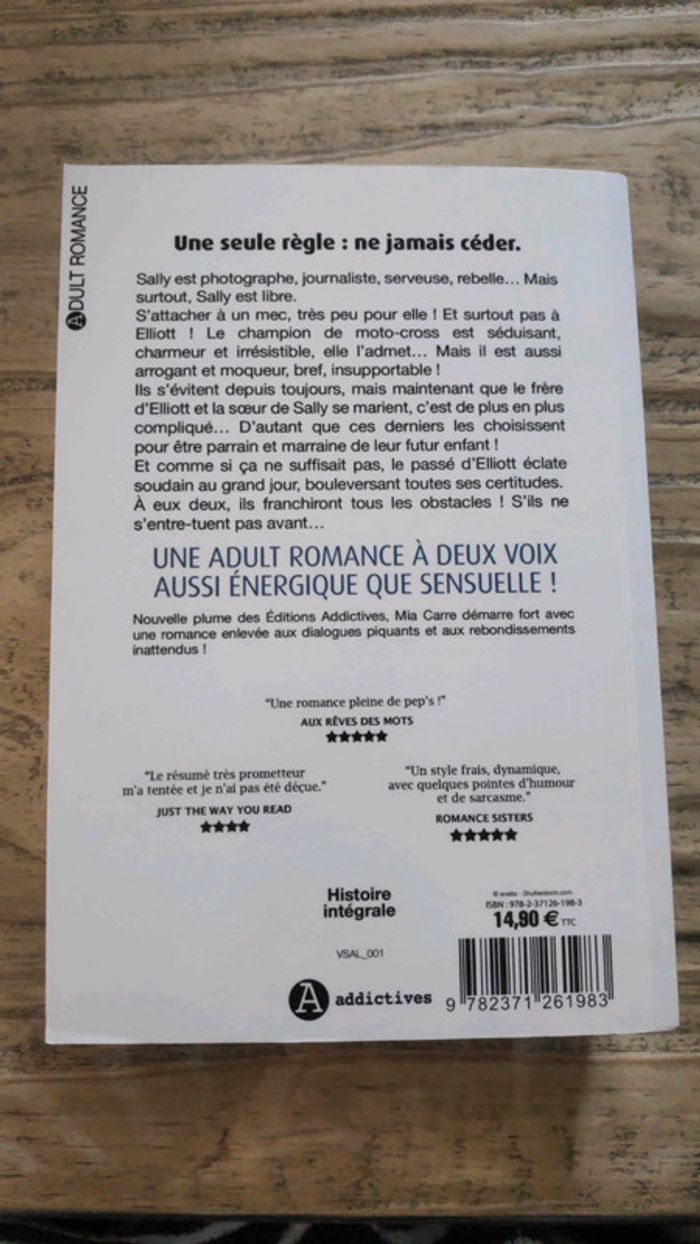 ADULT ROMANCE
Une seule règle : ne jamais céder.
Sally est photographe, journaliste, serveuse, rebelle... Mais
surtout, Sally est libre.
S'attacher à un mec, très peu pour elle ! Et surtout pas à
Elliott ! Le champion de moto-cross est séduisant,
charmeur et irrésistible, elle l'admet... Mais il est aussi
arrogant et moqueur, bref, insupportable !
Ils s'évitent depuis toujours, mais maintenant que le frère
d'Elliott et la sœur de Sally se marient, c'est de plus en plus
compliqué... D'autant que ces derniers les choisissent
pour être parrain et marraine de leur futur enfant !
Et comme si ça ne suffisait pas, le passé d'Elliott éclate
soudain au grand jour, bouleversant toutes ses certitudes.
À eux deux, ils franchiront tous les obstacles ! S'ils ne
s'entre-tuent pas avant...
UNE ADULT ROMANCE À DEUX VOIX
AUSSI ÉNERGIQUE QUE SENSUELLE !
Nouvelle plume des Éditions Addictives, Mia Carre démarre fort avec
une romance enlevée aux dialogues piquants et aux rebondissements
inattendus !
"Une romance pleine de pep's !"
AUX RÊVES DES MOTS
★★★★★
"Le résumé très prometteur
m'a tentée et je n'ai pas été déçue."
JUST THE WAY YOU READ
★★★★
"Un style frais, dynamique,
avec quelques pointes d'humour
et de sarcasme."
ROMANCE SISTERS
★★★★★
Histoire
intégrale
VSAL_001
A addictives
Shutterstock.com
ISBN : 978-2-37126-198-3
14,90 € TTC
9 782371 261983